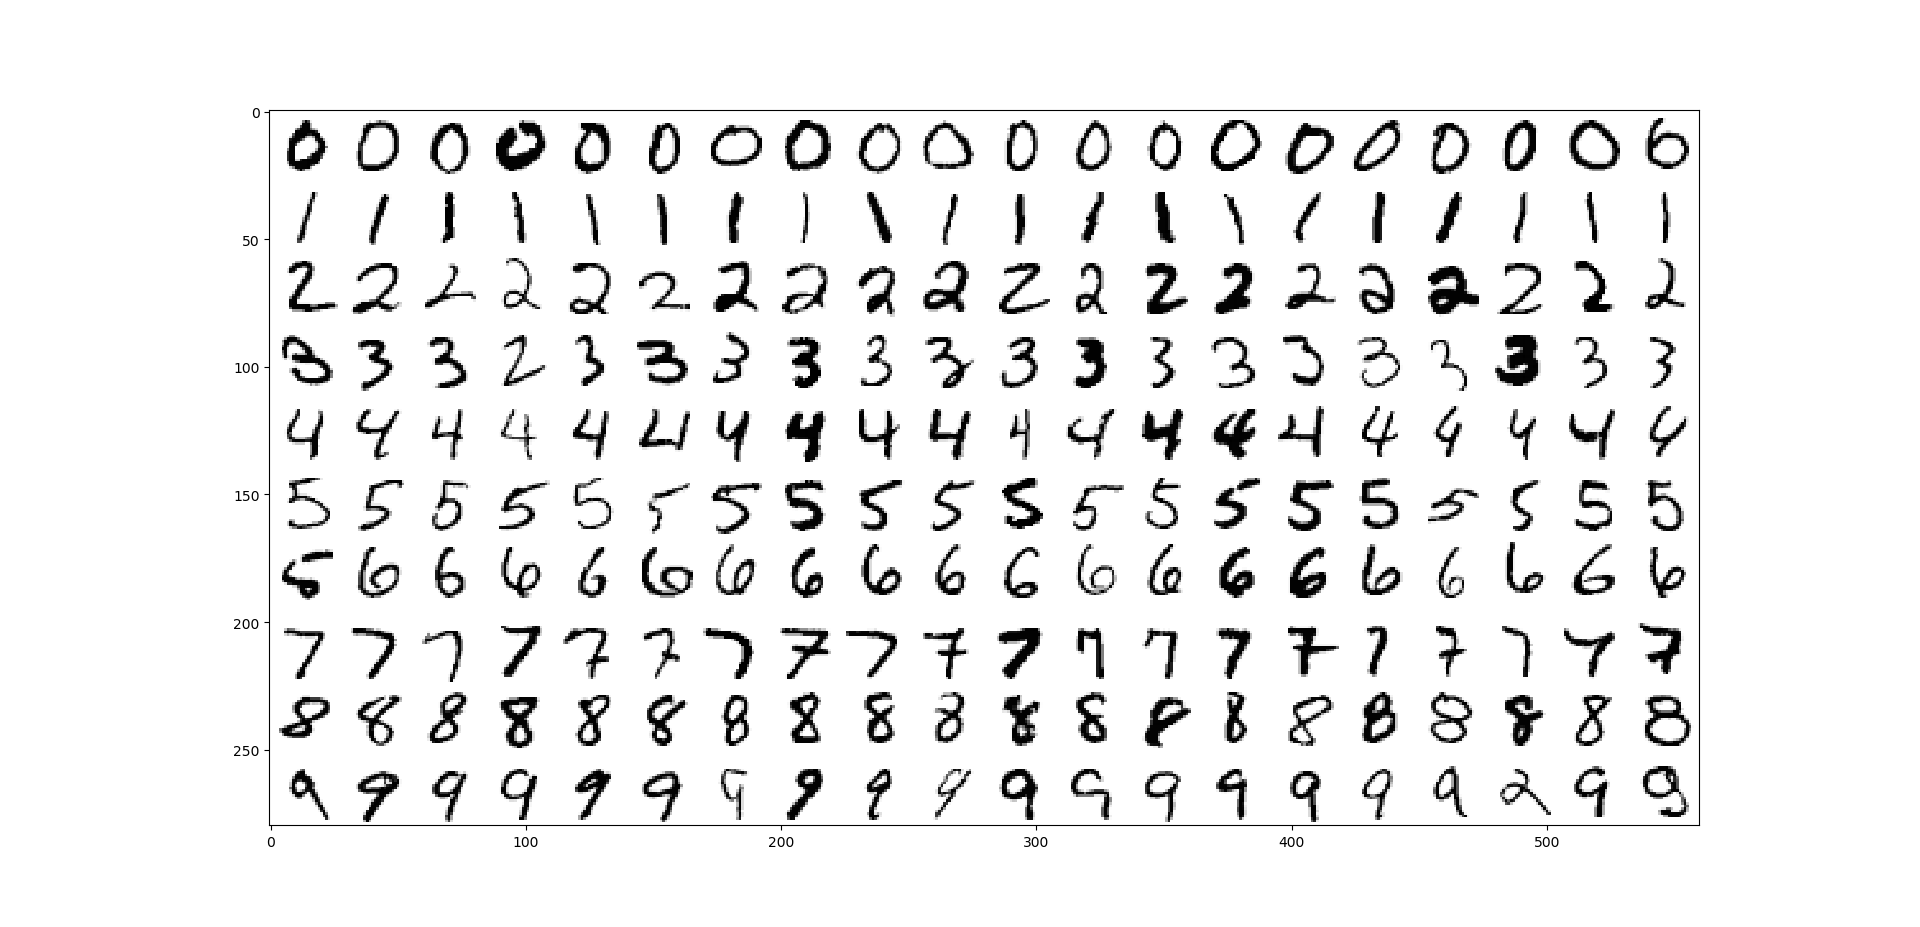 0
0 0 0 0 0 0 0 0 0 0 0 0 0 0 0 0 0 0 0 6
1 1 1 1 1 1 1 1 1 1 1 1 1 1 1 1 1 1 1 1
50
2 2 2 2 2 2 2 2 2 2 2 2 2 2 2 2 2 2 2 2
100 3 3 3 2 3 3 3 3 3 3 3 3 3 3 3 3 3 3 3 3
4 4 4 4 4 4 4 4 4 4 4 4 4 4 4 4 4 4 4 4
150 5 5 5 5 5 5 5 5 5 5 5 5 5 5 5 5 5 5 5 5
5 6 6 6 6 6 6 6 6 6 6 6 6 6 6 6 6 6 6 6
200
7 7 7 7 7 7 7 7 7 7 7 7 7 7 7 7 7 7 7 7
8 8 8 8 8 8 8 8 8 8 8 8 8 8 8 8 8 8 8 8
250
9 9 9 9 9 9 9 9 9 9 9 9 9 9 9 9 9 2 9 9
0 100 200 300 400 500